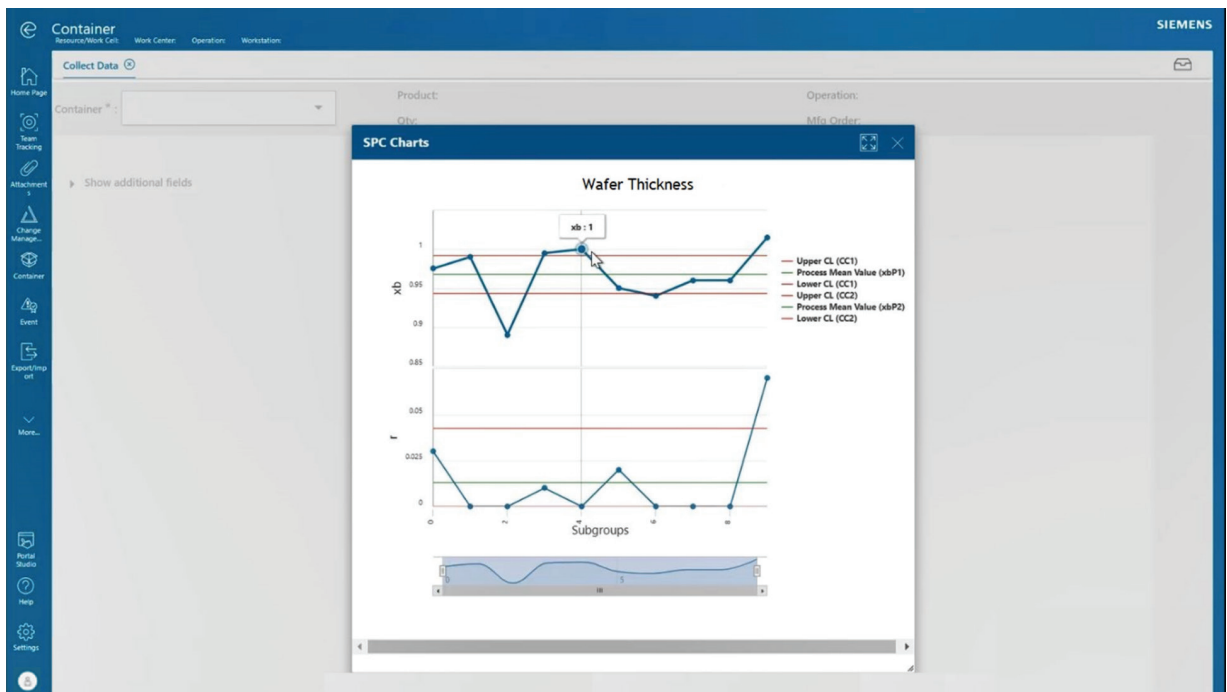 Container
SIEMENS
Resource/Work Cell: Work Center: Operation: Workstation:
Collect Data
Home Page
Team
Tracking
Attachment
s
Change
Manage...
Container
Event
Export/Imp
ort
More...
Portal
Studio
Help
Settings
Container * :
Product:
Operation:
Qty:
Mfg Order:
Show additional fields
SPC Charts
Wafer Thickness
xb : 1
xb
1
0.95
0.9
0.85
Upper CL (CC1)
Process Mean Value (xbP1)
Lower CL (CC1)
Upper CL (CC2)
Process Mean Value (xbP2)
Lower CL (CC2)
r
0.05
0.025
0
0 2 4 6 8
Subgroups
0 5